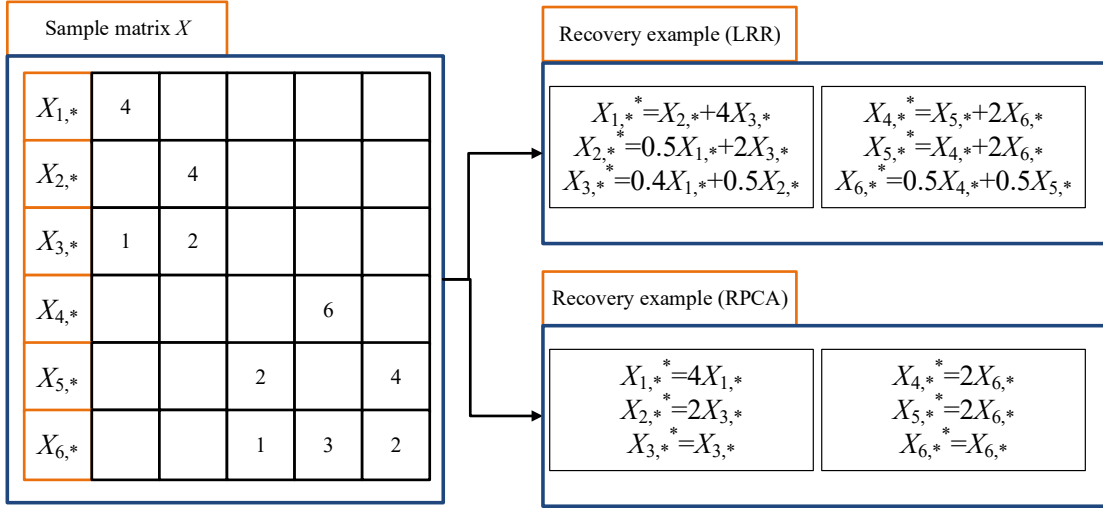 Sample matrix X
X1,* 4
X2,* 4
X3,* 1 2
X4,* 6
X5,* 2 4
X6,* 1 3 2
Recovery example (LRR)
X1,**=X2,*+4X3,*
X2,**=0.5X1,*+2X3,*
X3,**=0.4X1,*+0.5X2,*
X4,**=X5,*+2X6,*
X5,**=X4,*+2X6,*
X6,**=0.5X4,*+0.5X5,*
Recovery example (RPCA)
X1,**=4X1,*
X2,**=2X3,*
X3,**=X3,*
X4,**=2X6,*
X5,**=2X6,*
X6,**=X6,*